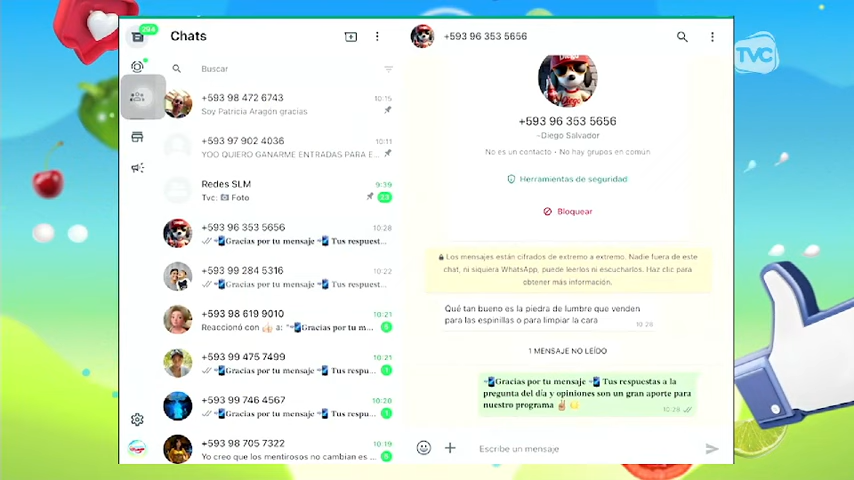 294
Chats
Buscar
+593 98 472 6743
10:15
Soy Patricia Aragón gracias
+593 97 902 4036
10:11
YOO QUIERO GANARME ENTRADAS PARA E...
Redes SLM
9:39
Tvc: Foto
23
+593 96 353 5656
10:28
Gracias por tu mensaje Tus respuest...
+593 99 284 5316
10:22
Gracias por tu mensaje Tus respuest...
+593 98 619 9010
10:21
Reaccionó con 👍🏻 a: "Gracias por tu m...
+593 99 475 7499
10:21
Gracias por tu mensaje Tus respu...
1
+593 99 746 4567
10:20
Gracias por tu mensaje Tus respu...
1
+593 98 705 7322
10:19
Yo creo que los mentirosos no cambian es ...
+593 96 353 5656
Diego
+593 96 353 5656
~Diego Salvador
No es un contacto • No hay grupos en común
Herramientas de seguridad
Bloquear
Los mensajes están cifrados de extremo a extremo. Nadie fuera de este
chat, ni siquiera WhatsApp, puede leerlos ni escucharlos. Haz clic para
obtener más información.
Qué tan bueno es la piedra de lumbre que venden
para las espinillas o para limpiar la cara
10:28
1 MENSAJE NO LEÍDO
Gracias por tu mensaje Tus respuestas a la
pregunta del día y opiniones son un gran aporte para
nuestro programa
10:28
Escribe un mensaje
TVC